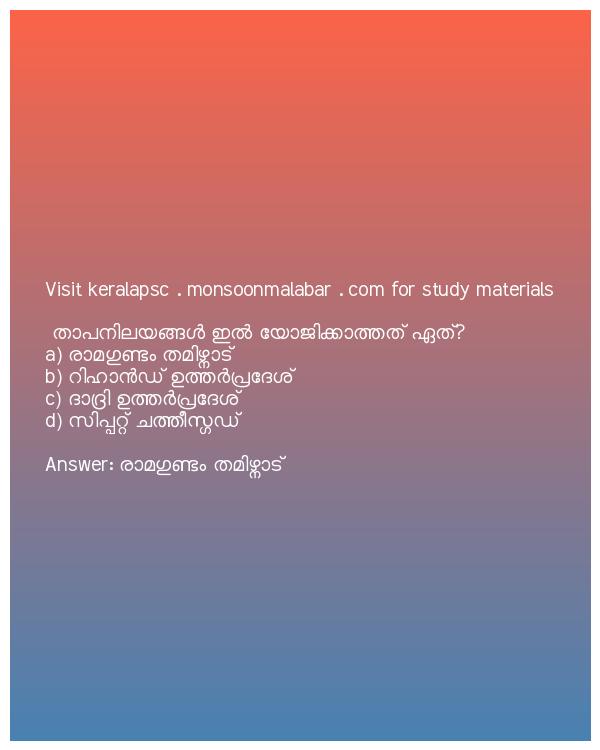 Visit keralapsc . monsoonmalabar . com for study materials
താപനിലയങ്ങൾ ഇൽ യോജിക്കാത്തത് ഏത്?
a) രാമഗുണ്ടം തമിഴ്നാട്
b) റിഹാൻഡ് ഉത്തർപ്രദേശ്
c) ദാദ്രി ഉത്തർപ്രദേശ്
d) സിപ്പറ്റ് ചത്തീസ്ഗഡ്
Answer: രാമഗുണ്ടം തമിഴ്നാട്